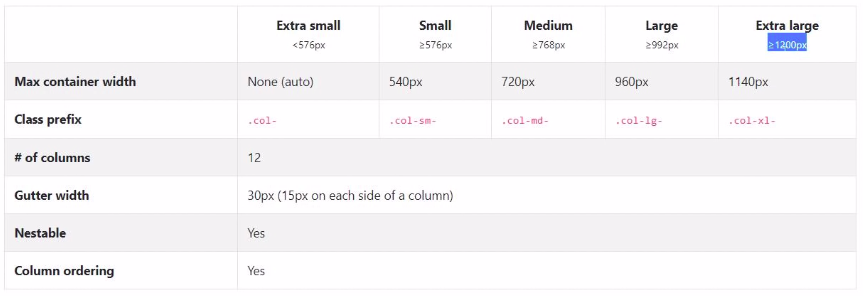 Extra small Small Medium Large Extra large
<576px ≥576px ≥768px ≥992px ≥1200px
Max container width None (auto) 540px 720px 960px 1140px
Class prefix .col- .col-sm- .col-md- .col-lg- .col-xl-
# of columns 12
Gutter width 30px (15px on each side of a column)
Nestable Yes
Column ordering Yes